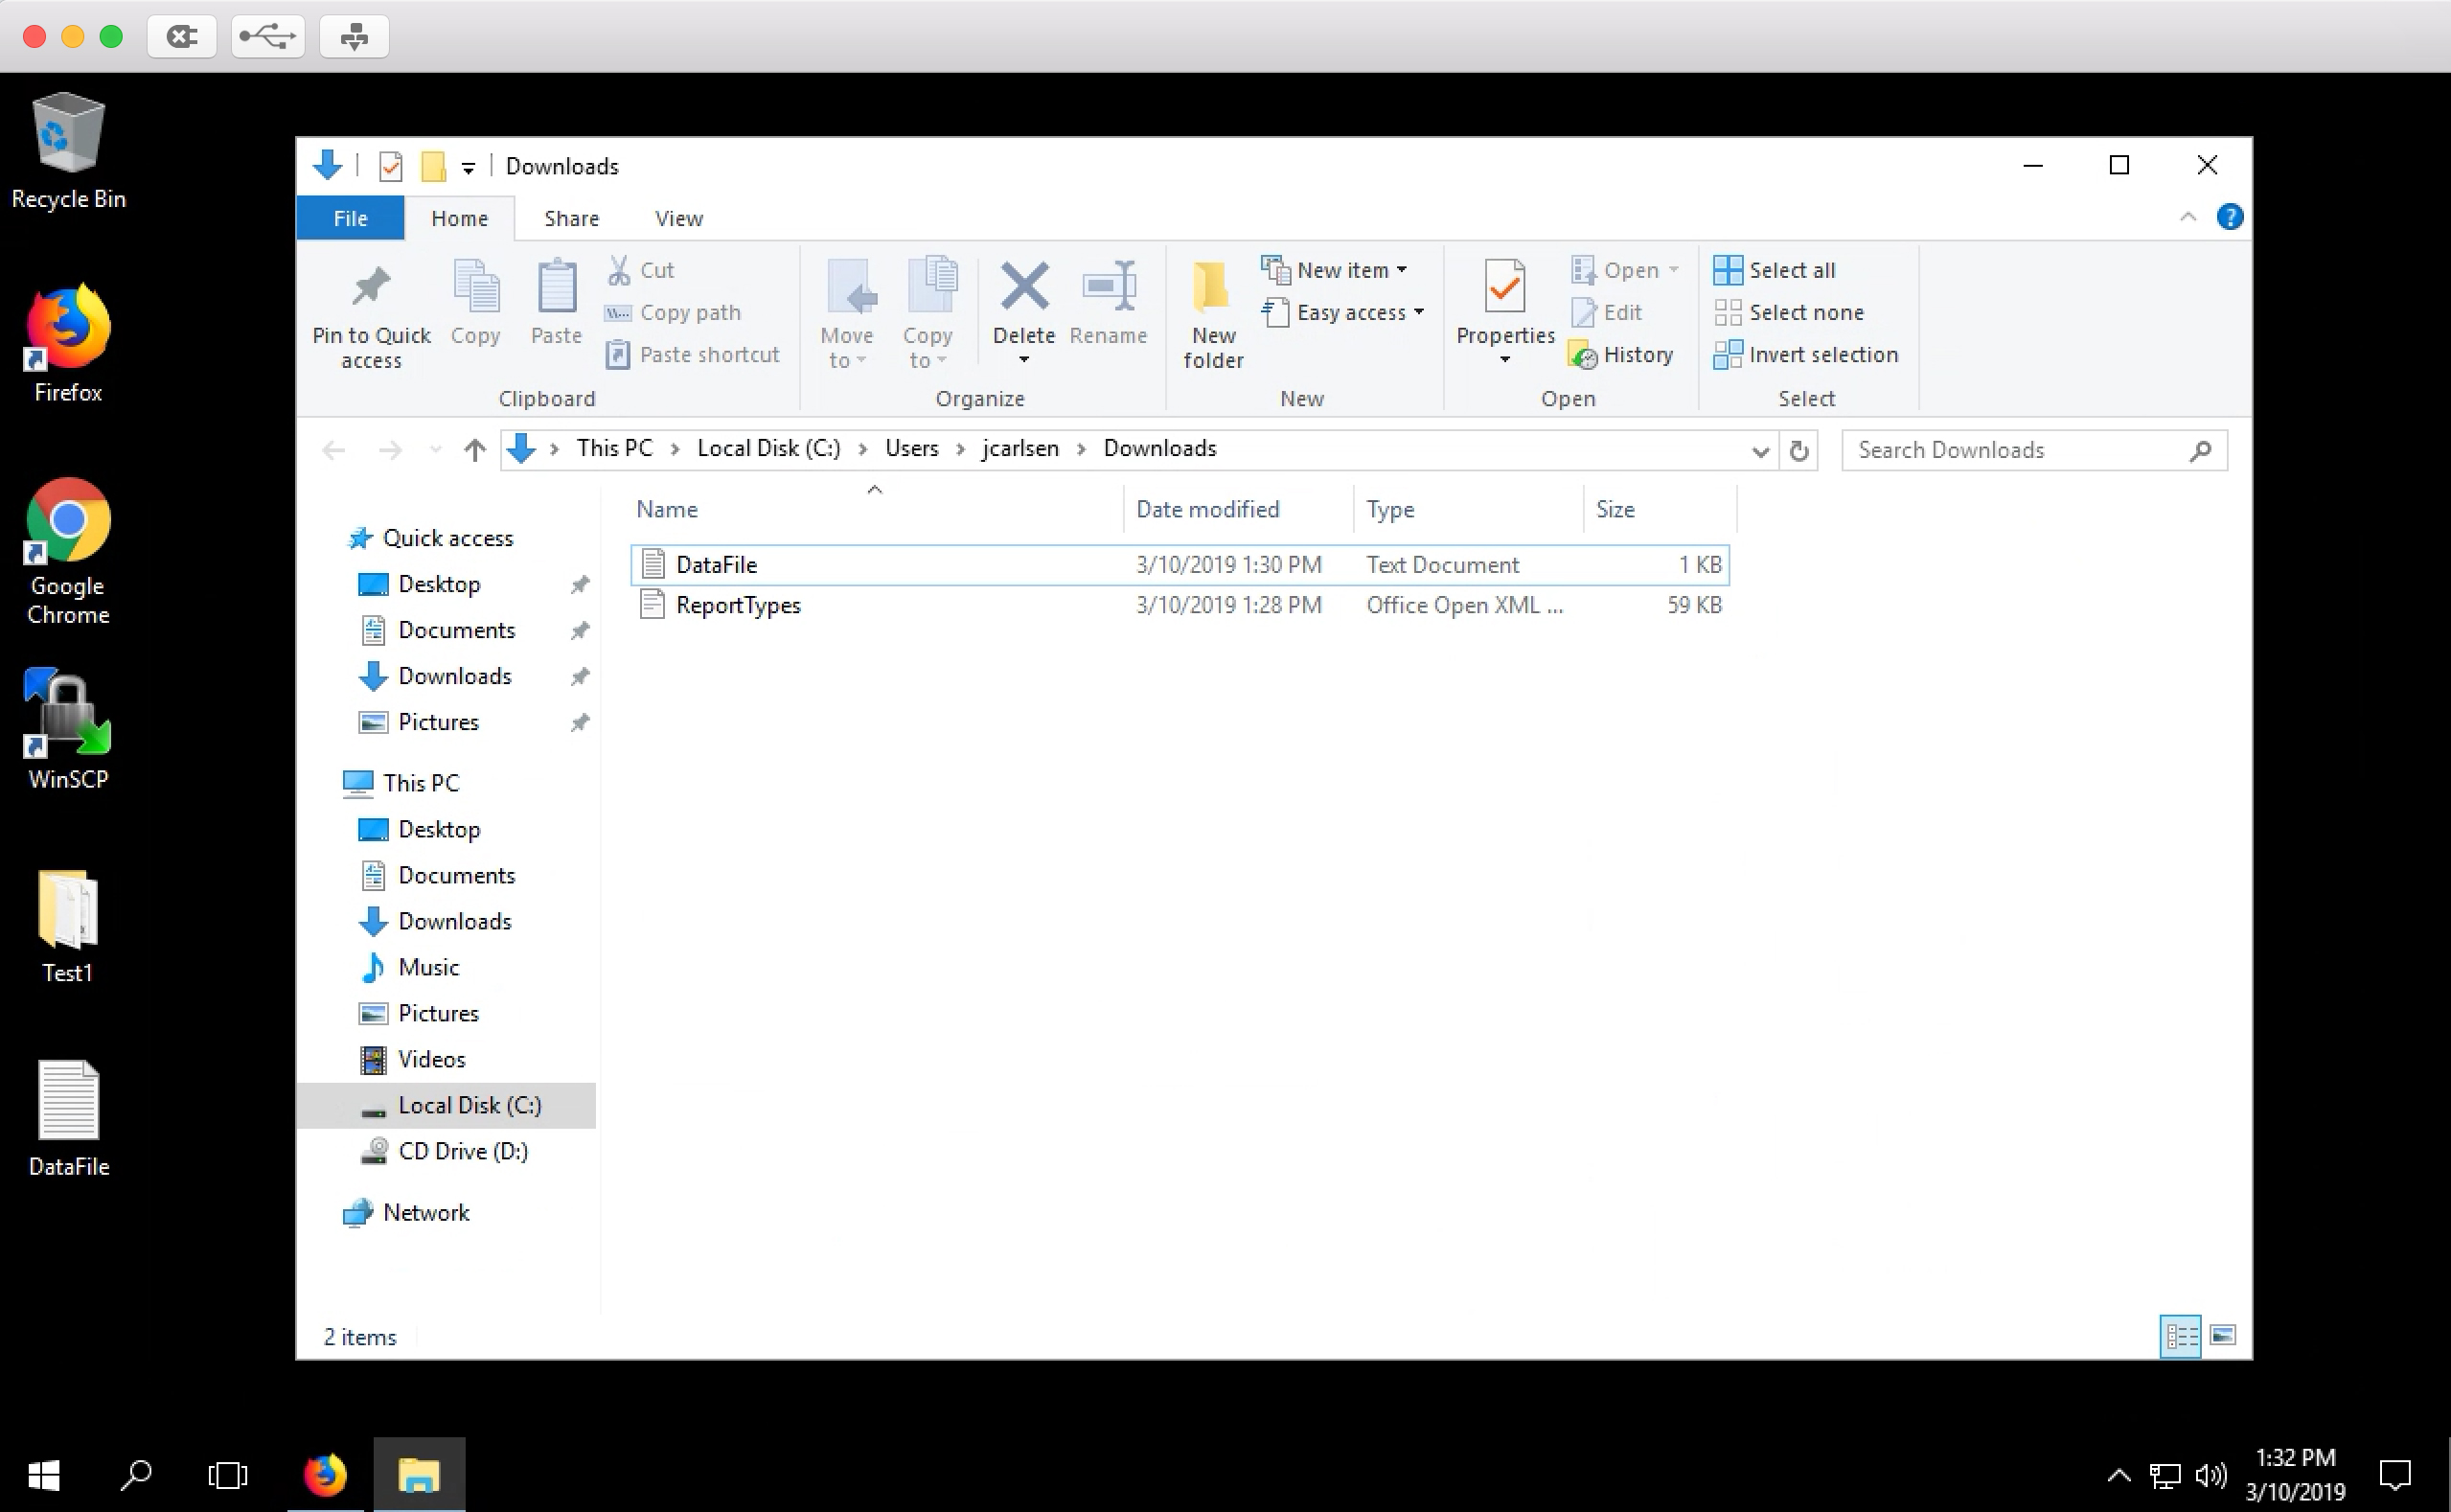 Recycle Bin
Firefox
Google
Chrome
WinSCP
Test1
DataFile
Downloads
File Home Share View
?
Pin to Quick
access
Copy
Paste
Cut
Copy path
Paste shortcut
Clipboard
Move
to
Copy
to
Delete
Rename
Organize
New
folder
New item
Easy access
New
Properties
Open
Edit
History
Open
Select all
Select none
Invert selection
Select
This PC > Local Disk (C:) > Users > jcarlsen > Downloads
Search Downloads
Quick access
Desktop
Documents
Downloads
Pictures
This PC
Desktop
Documents
Downloads
Music
Pictures
Videos
Local Disk (C:)
CD Drive (D:)
Network
Name Date modified Type Size
DataFile 3/10/2019 1:30 PM Text Document 1 KB
ReportTypes 3/10/2019 1:28 PM Office Open XML ... 59 KB
2 items
1:32 PM
3/10/2019